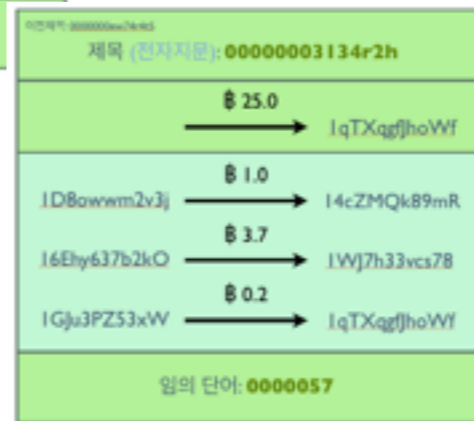 제목 (전자지문): 00000003134r2h
฿ 25.0
1qTXqgfJhoWf
฿ 1.0
1DBowwm2v3j 14cZMQk89mR
฿ 3.7
16Ehy637b2kO 1WJ7h33vcs78
฿ 0.2
1GJu3PZ53xW 1qTXqgfJhoWf
임의 단어: 0000057